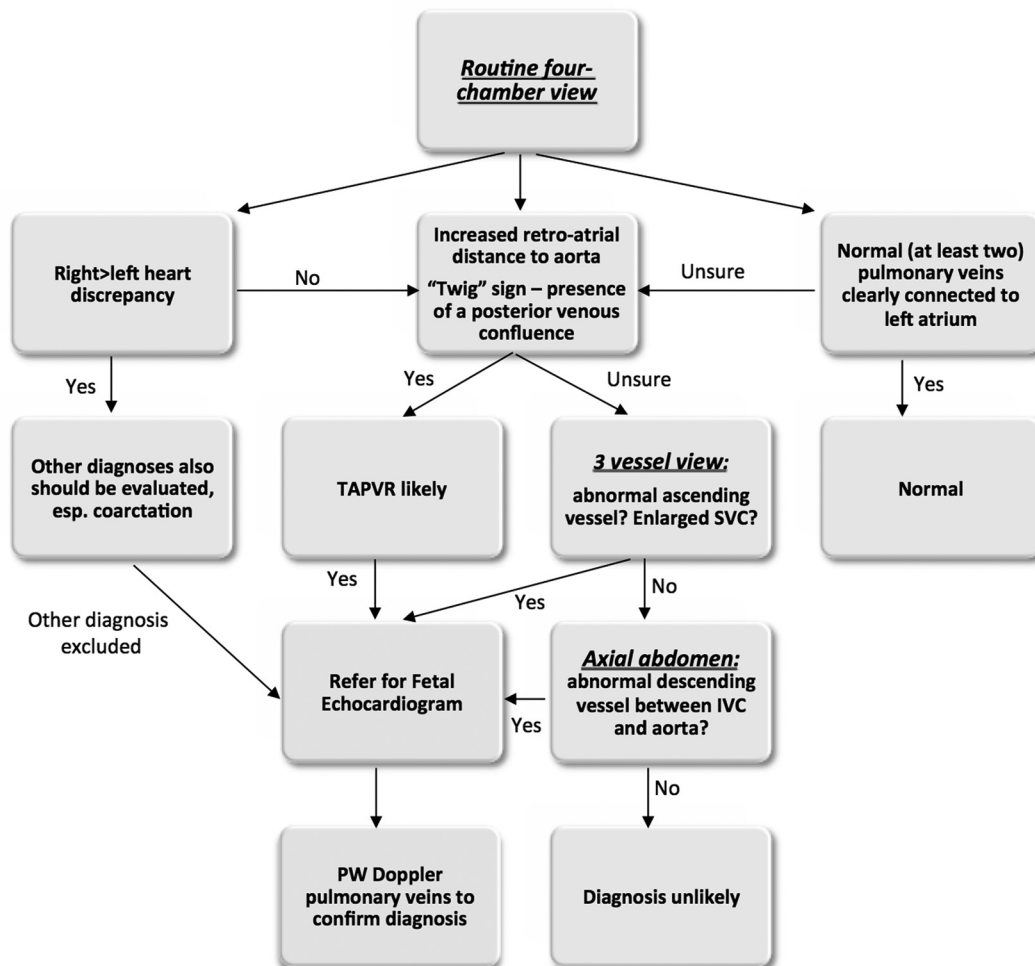 Routine four-
chamber view
Right>left heart
discrepancy
No
Increased retro-atrial
distance to aorta
“Twig” sign – presence
of a posterior venous
confluence
Unsure
Normal (at least two)
pulmonary veins
clearly connected to
left atrium
Yes
Yes
Unsure
Yes
Other diagnoses also
should be evaluated,
esp. coarctation
TAPVR likely
3 vessel view:
abnormal ascending
vessel? Enlarged SVC?
Normal
Other diagnosis
excluded
Yes
Yes
No
Refer for Fetal
Echocardiogram
Yes
Axial abdomen:
abnormal descending
vessel between IVC
and aorta?
No
PW Doppler
pulmonary veins to
confirm diagnosis
Diagnosis unlikely